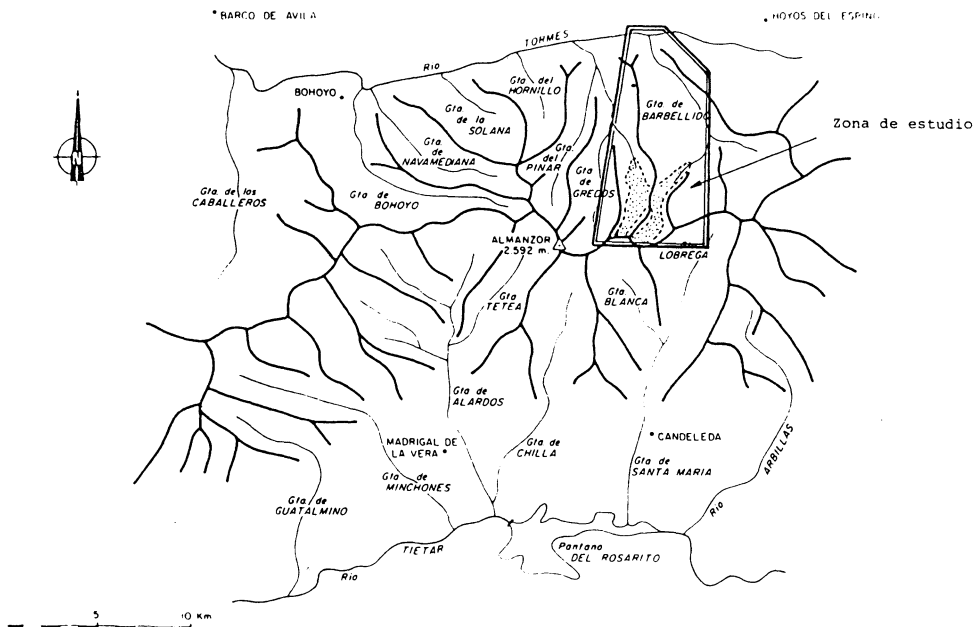 BARCO DE AVILA
HOYOS DEL ESPINO
Rio TORMES
BOHOYO
Gta. del
HORNILLO
Gta. de
BARBELLIDO
Gta.
de la
SOLANA
Zona de estudio
Gta.
de
NAVAMEDIANA
Gta.
del
PINAR
Gta
de
GREDOS
Gta. de los
CABALLEROS
Gta de
BOHOYO
N
ALMANZOR
2.592 m.
LOBREGA
Gta
TETEA
Gta.
BLANCA
Gta de
ALARDOS
MADRIGAL DE
LA VERA
Gta de
CHILLA
CANDELEDA
Gta de
SANTA MARIA
Rio ARBILLAS
Gta de
MINCHONES
Gta. de
GUATALMINO
Rio TIETAR
Pantano
DEL ROSARITO
5 10 Km